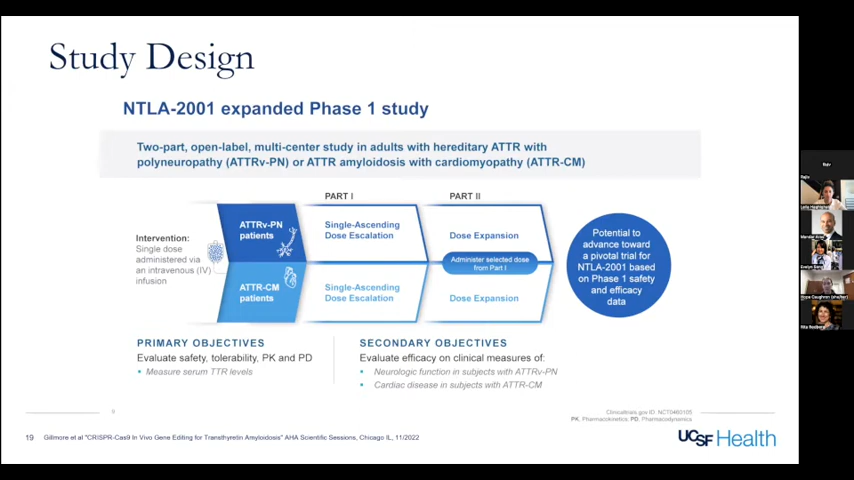 Study Design
NTLA-2001 expanded Phase 1 study
Two-part, open-label, multi-center study in adults with hereditary ATTR with
polyneuropathy (ATTRv-PN) or ATTR amyloidosis with cardiomyopathy (ATTR-CM)
PART I
PART II
Intervention:
Single dose
administered via
an intravenous (IV)
infusion
ATTRv-PN
patients
Single-Ascending
Dose Escalation
Dose Expansion
Administer selected dose
from Part I
ATTR-CM
patients
Single-Ascending
Dose Escalation
Dose Expansion
Potential to
advance toward
a pivotal trial for
NTLA-2001 based
on Phase 1 safety
and efficacy
data
PRIMARY OBJECTIVES
Evaluate safety, tolerability, PK and PD
• Measure serum TTR levels
SECONDARY OBJECTIVES
Evaluate efficacy on clinical measures of:
• Neurologic function in subjects with ATTRv-PN
• Cardiac disease in subjects with ATTR-CM
Clinicaltrials.gov ID: NCT0460105
PK, Pharmacokinetics; PD, Pharmacodynamics
19 Gillmore et al "CRISPR-Cas9 In Vivo Gene Editing for Transthyretin Amyloidosis" AHA Scientific Sessions, Chicago IL, 11/2022
UCSF Health